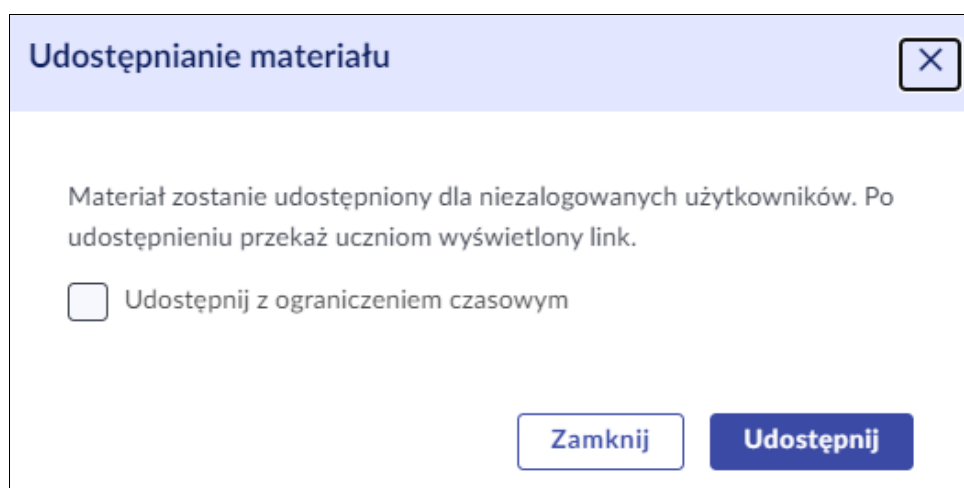 Udostępnianie materiału
Materiał zostanie udostępniony dla niezalogowanych użytkowników. Po
udostępnieniu przekaż uczniom wyświetlony link.
Udostępnij z ograniczeniem czasowym
Zamknij
Udostępnij